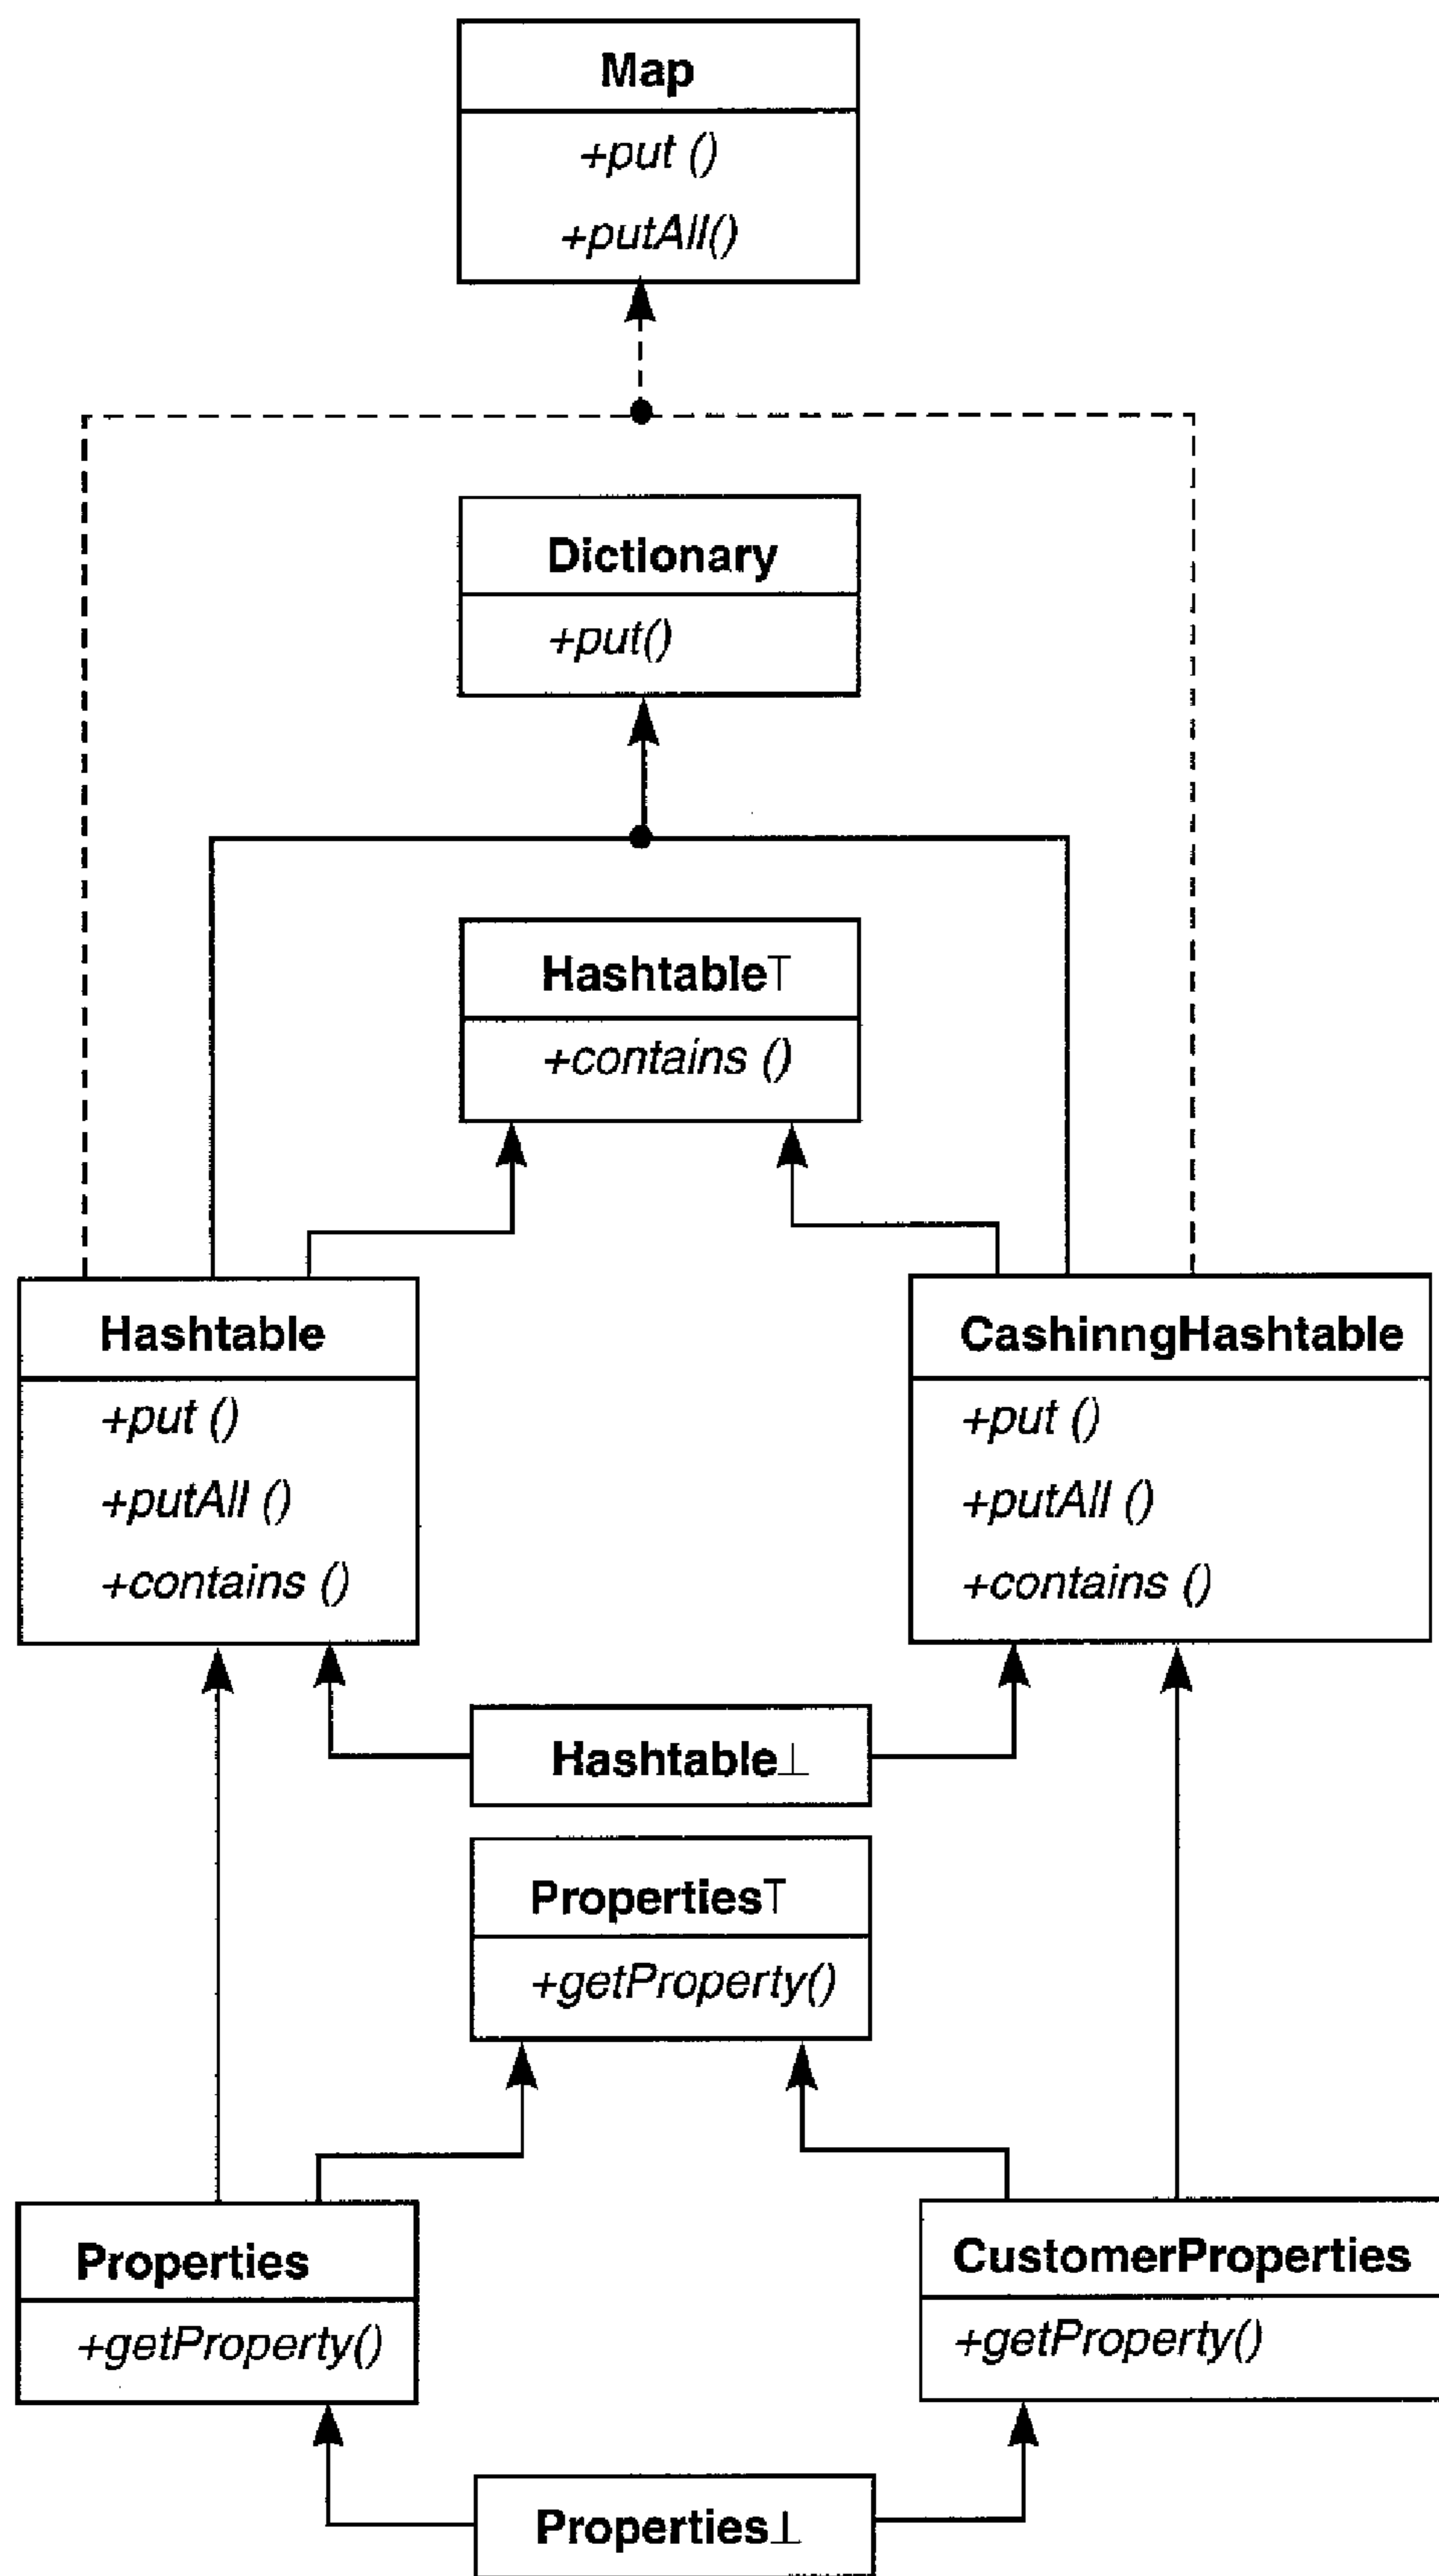 Map
+put ()
+putAll()
Dictionary
+put()
Hashtable⊤
+contains ()
Hashtable
+put ()
+putAll ()
+contains ()
CashinngHashtable
+put ()
+putAll ()
+contains ()
Hashtable⊥
Properties⊤
+getProperty()
Properties
+getProperty()
CustomerProperties
+getProperty()
Properties⊥